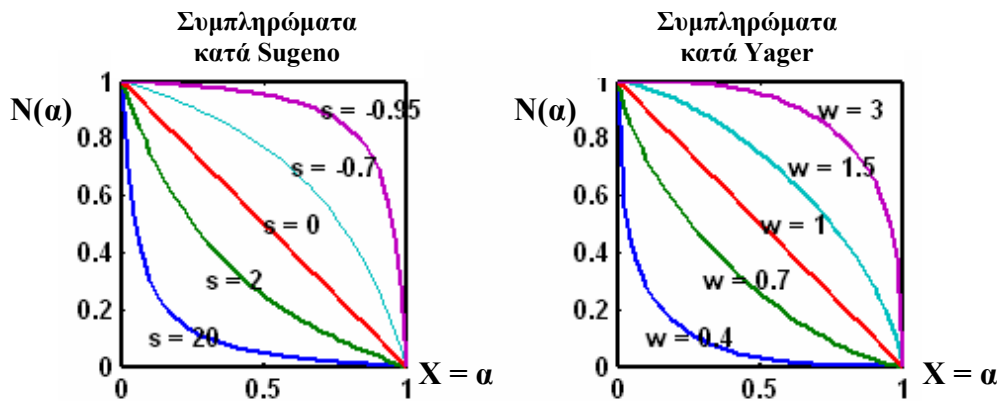 Συμπληρώματα
κατά Sugeno
N(α)
1
0.8
0.6
0.4
0.2
0
s = -0.95
s = -0.7
s = 0
s = 2
s = 20
0
0.5
1
X = α
Συμπληρώματα
κατά Yager
N(α)
1
0.8
0.6
0.4
0.2
0
w = 3
w = 1.5
w = 1
w = 0.7
w = 0.4
0
0.5
1
X = α